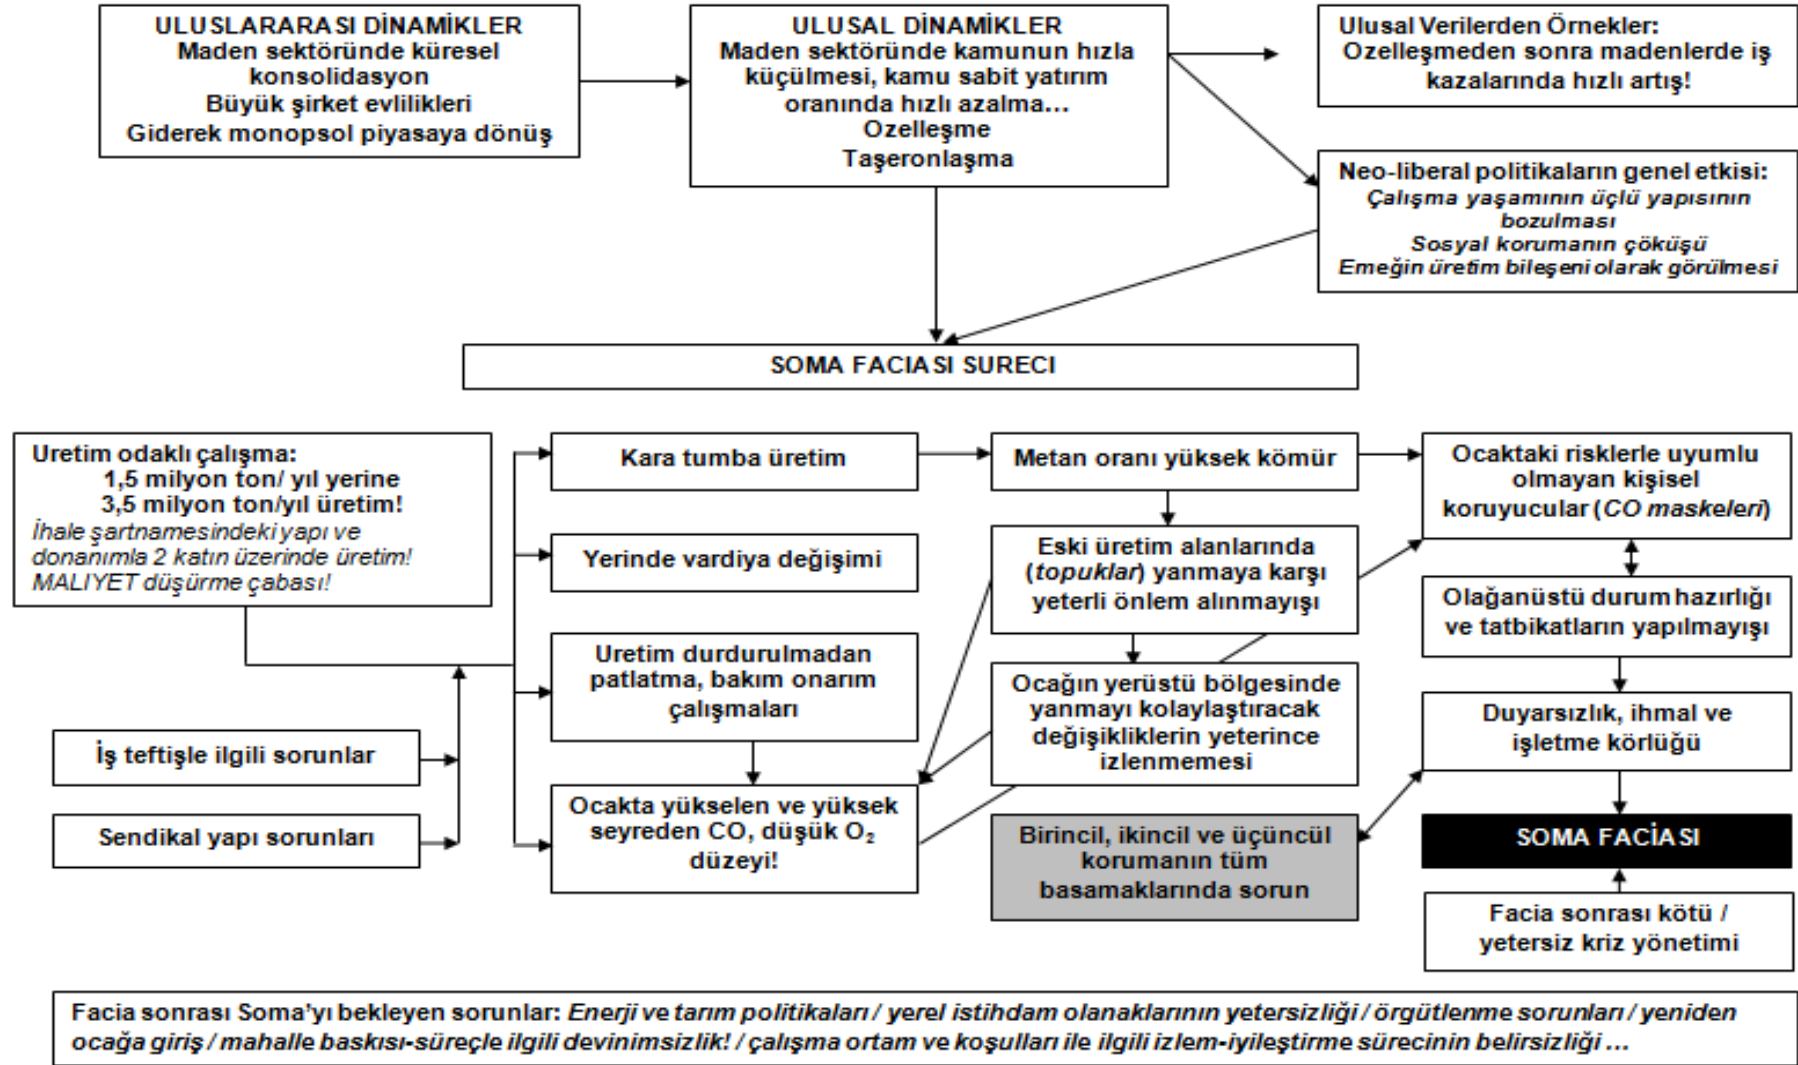 ULUSLARARASI DİNAMİKLER
Maden sektöründe küresel
konsolidasyon
Büyük şirket evlilikleri
Giderek monopsol piyasaya dönüş
ULUSAL DİNAMİKLER
Maden sektöründe kamunun hızla
küçülmesi, kamu sabit yatırım
oranında hızlı azalma…
Ozelleşme
Taşeronlaşma
Ulusal Verilerden Örnekler:
Ozelleşmeden sonra madenlerde iş
kazalarında hızlı artış!
Neo-liberal politikaların genel etkisi:
Çalışma yaşamının üçlü yapısının
bozulması
Sosyal korumanın çöküşü
Emeğin üretim bileşeni olarak görülmesi
SOMA FACIASI SURECI
Uretim odaklı çalışma:
1,5 milyon ton/ yıl yerine
3,5 milyon ton/yıl üretim!
İhale şartnamesindeki yapı ve
donanımla 2 katın üzerinde üretim!
MALIYET düşürme çabası!
İş teftişle ilgili sorunlar
Sendikal yapı sorunları
Kara tumba üretim
Yerinde vardiya değişimi
Uretim durdurulmadan
patlatma, bakım onarım
çalışmaları
Ocakta yükselen ve yüksek
seyreden CO, düşük O₂
düzeyi!
Metan oranı yüksek kömür
Eski üretim alanlarında
(topuklar) yanmaya karşı
yeterli önlem alınmayışı
Ocağın yerüstü bölgesinde
yanmayı kolaylaştıracak
değişikliklerin yeterince
izlenmemesi
Birincil, ikincil ve üçüncül
korumanın tüm
basamaklarında sorun
Ocaktaki risklerle uyumlu
olmayan kişisel
koruyucular (CO maskeleri)
Olağanüstü durum hazırlığı
ve tatbikatların yapılmayışı
Duyarsızlık, ihmal ve
işletme körlüğü
SOMA FACİASI
Facia sonrası kötü /
yetersiz kriz yönetimi
Facia sonrası Soma'yı bekleyen sorunlar: Enerji ve tarım politikaları / yerel istihdam olanaklarının yetersizliği / örgütlenme sorunları / yeniden
ocağa giriş / mahalle baskısı-süreçle ilgili devinimsizlik! / çalışma ortam ve koşulları ile ilgili izlem-iyileştirme sürecinin belirsizliği …